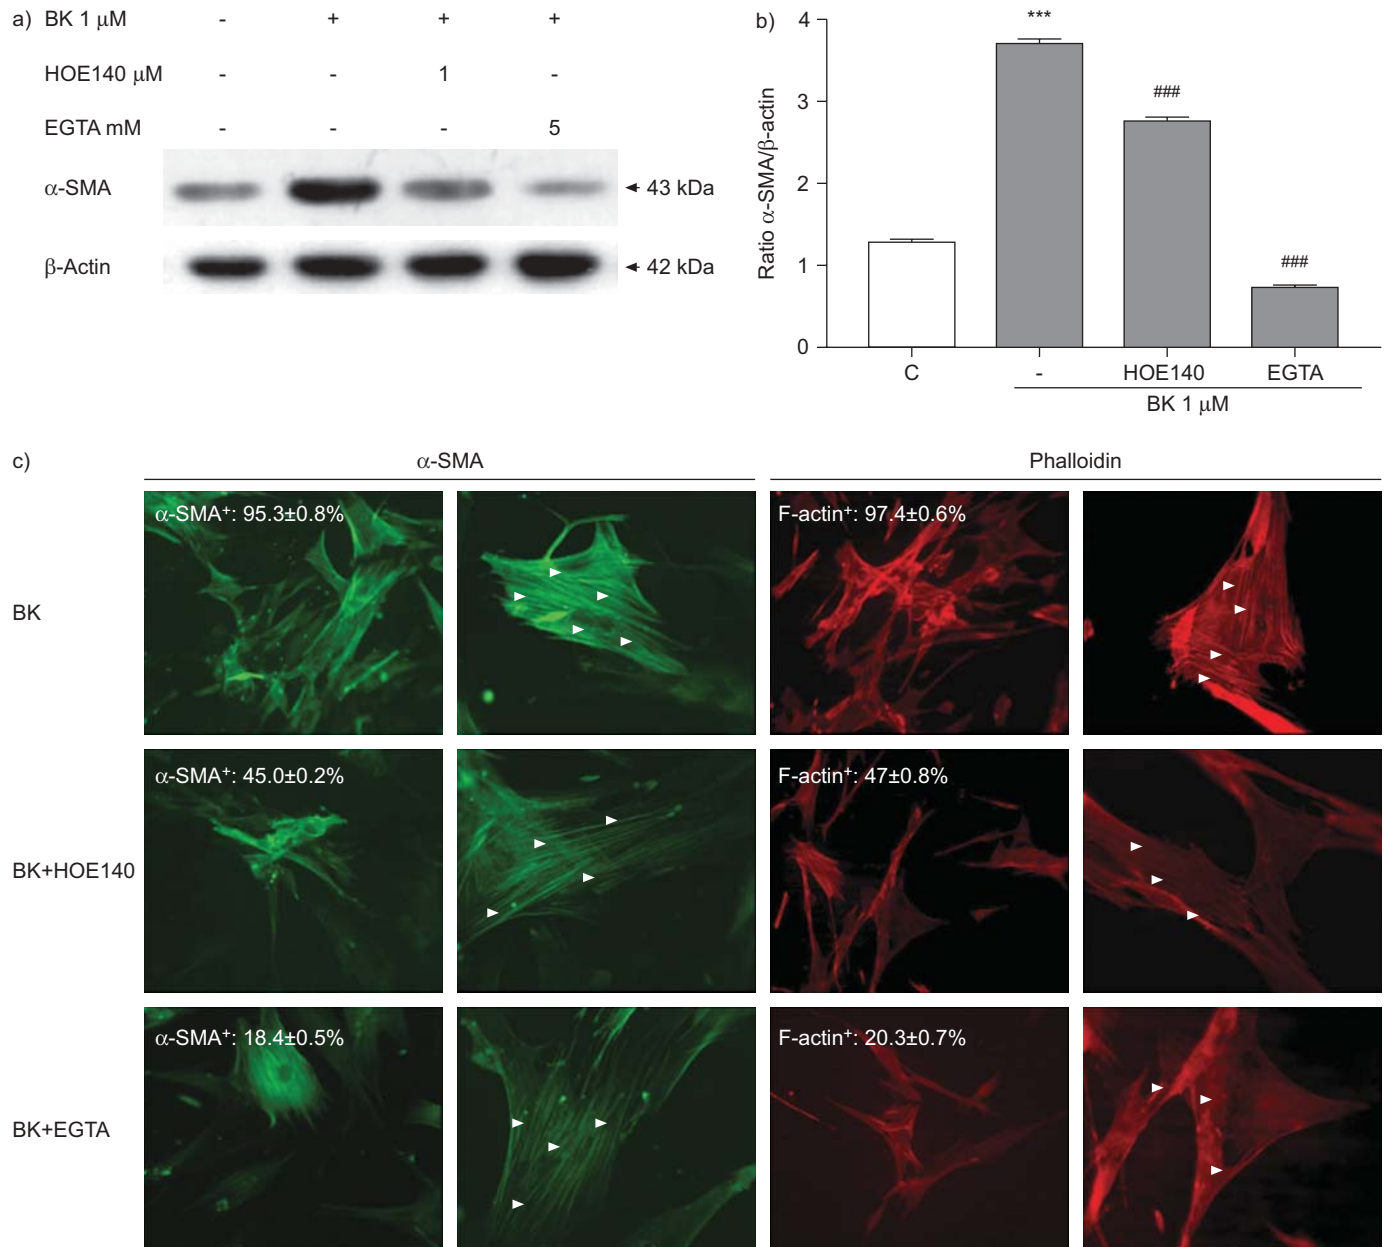 a) BK 1 μM - + + +
HOE140 μM - - 1 -
EGTA mM - - - 5
α-SMA 43 kDa
β-Actin 42 kDa
b)
Ratio α-SMA/β-actin
4
3
2
1
0
***
###
###
C - HOE140 EGTA
BK 1 μM
c)
α-SMA Phalloidin
BK
α-SMA⁺: 95.3±0.8% F-actin⁺: 97.4±0.6%
BK+HOE140
α-SMA⁺: 45.0±0.2% F-actin⁺: 47±0.8%
BK+EGTA
α-SMA⁺: 18.4±0.5% F-actin⁺: 20.3±0.7%